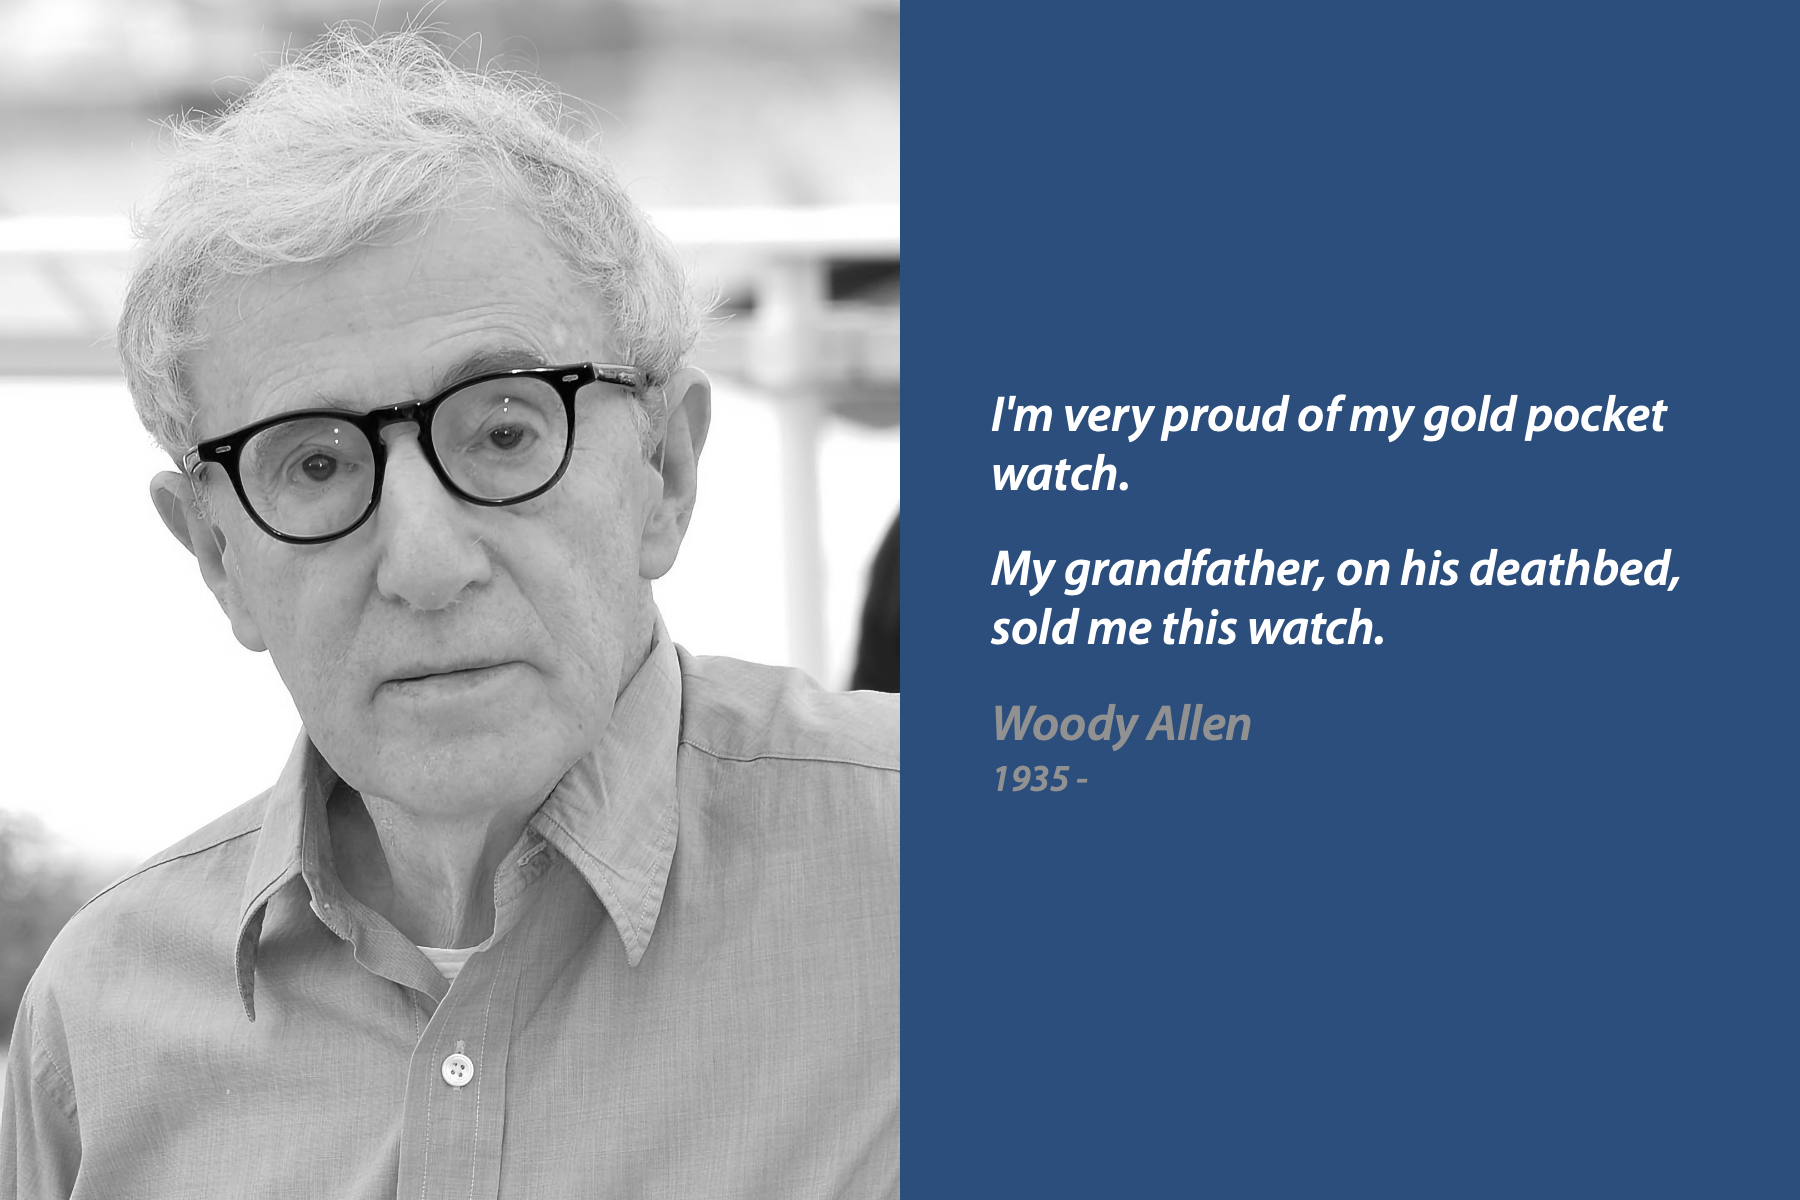 I'm very proud of my gold pocket
watch.
My grandfather, on his deathbed,
sold me this watch.
Woody Allen
1935 -